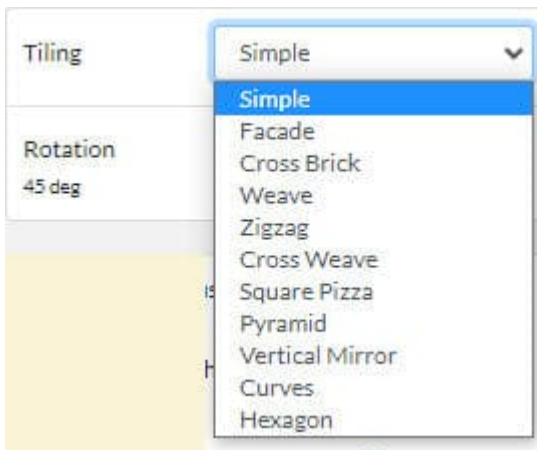 Tiling
Simple
Simple
Facade
Cross Brick
Rotation
45 deg
Weave
Zigzag
Cross Weave
Square Pizza
Pyramid
Vertical Mirror
Curves
Hexagon